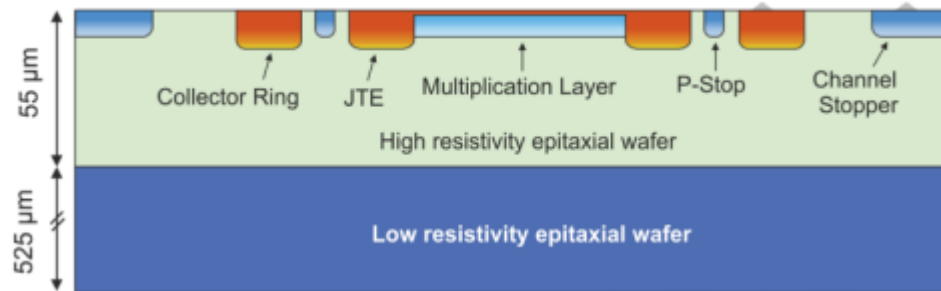 55 µm
Collector Ring
JTE
Multiplication Layer
P-Stop
Channel
Stopper
High resistivity epitaxial wafer
525 µm
Low resistivity epitaxial wafer